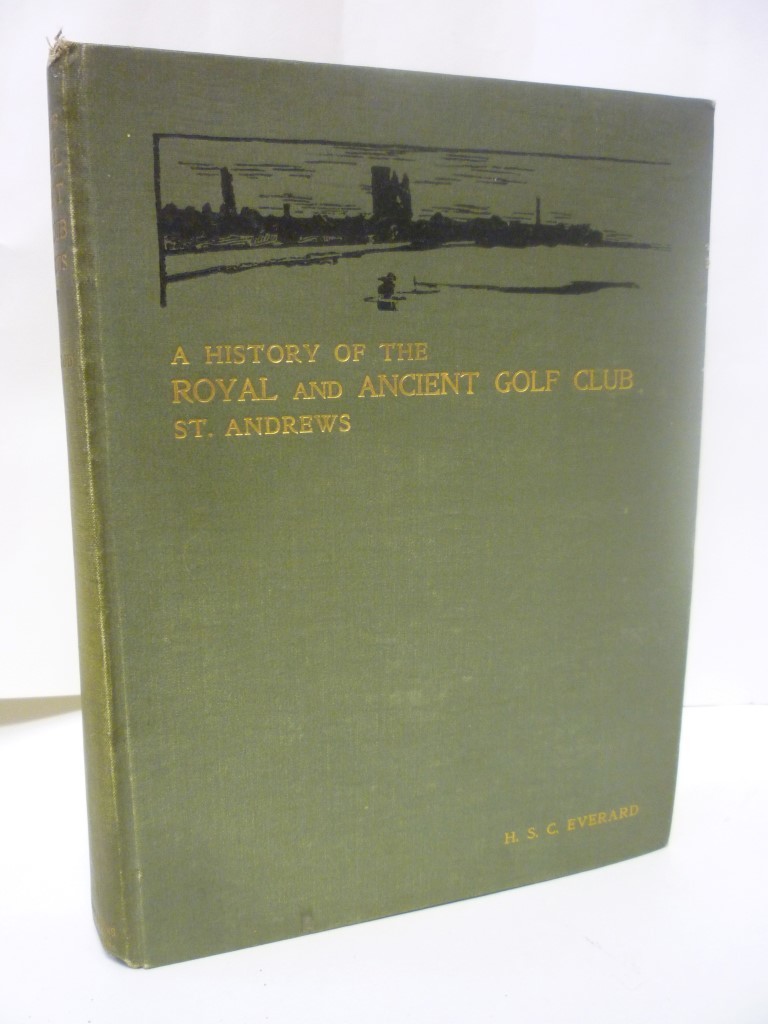 A HISTORY OF THE
ROYAL AND ANCIENT GOLF CLUB
ST. ANDREWS
H. S. C. EVERARD